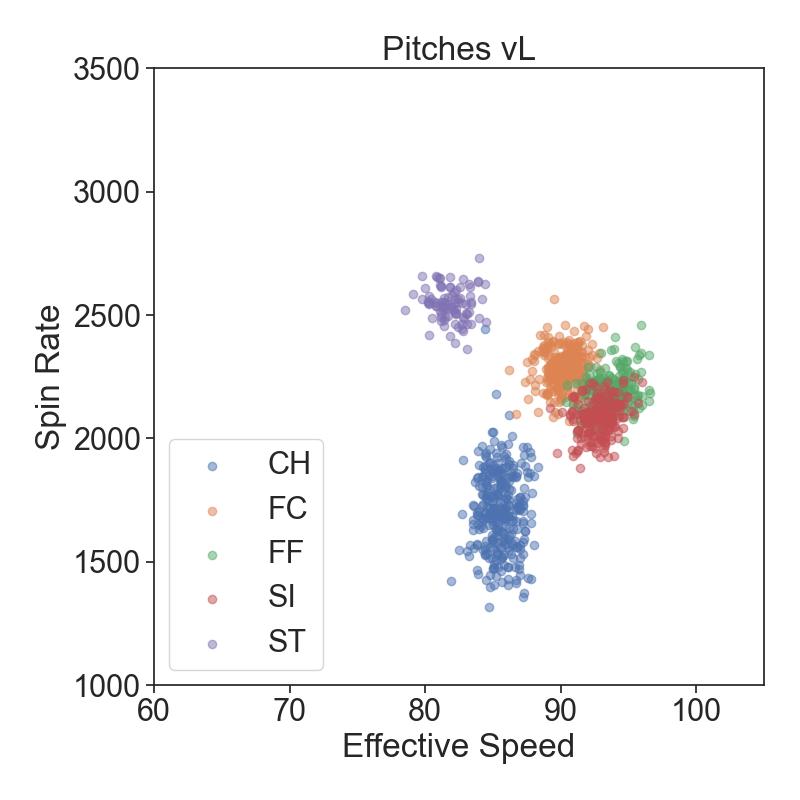 Pitches vL
3500
3000
2500
2000
1500
1000
Spin Rate
CH
FC
FF
SI
ST
60 70 80 90 100
Effective Speed